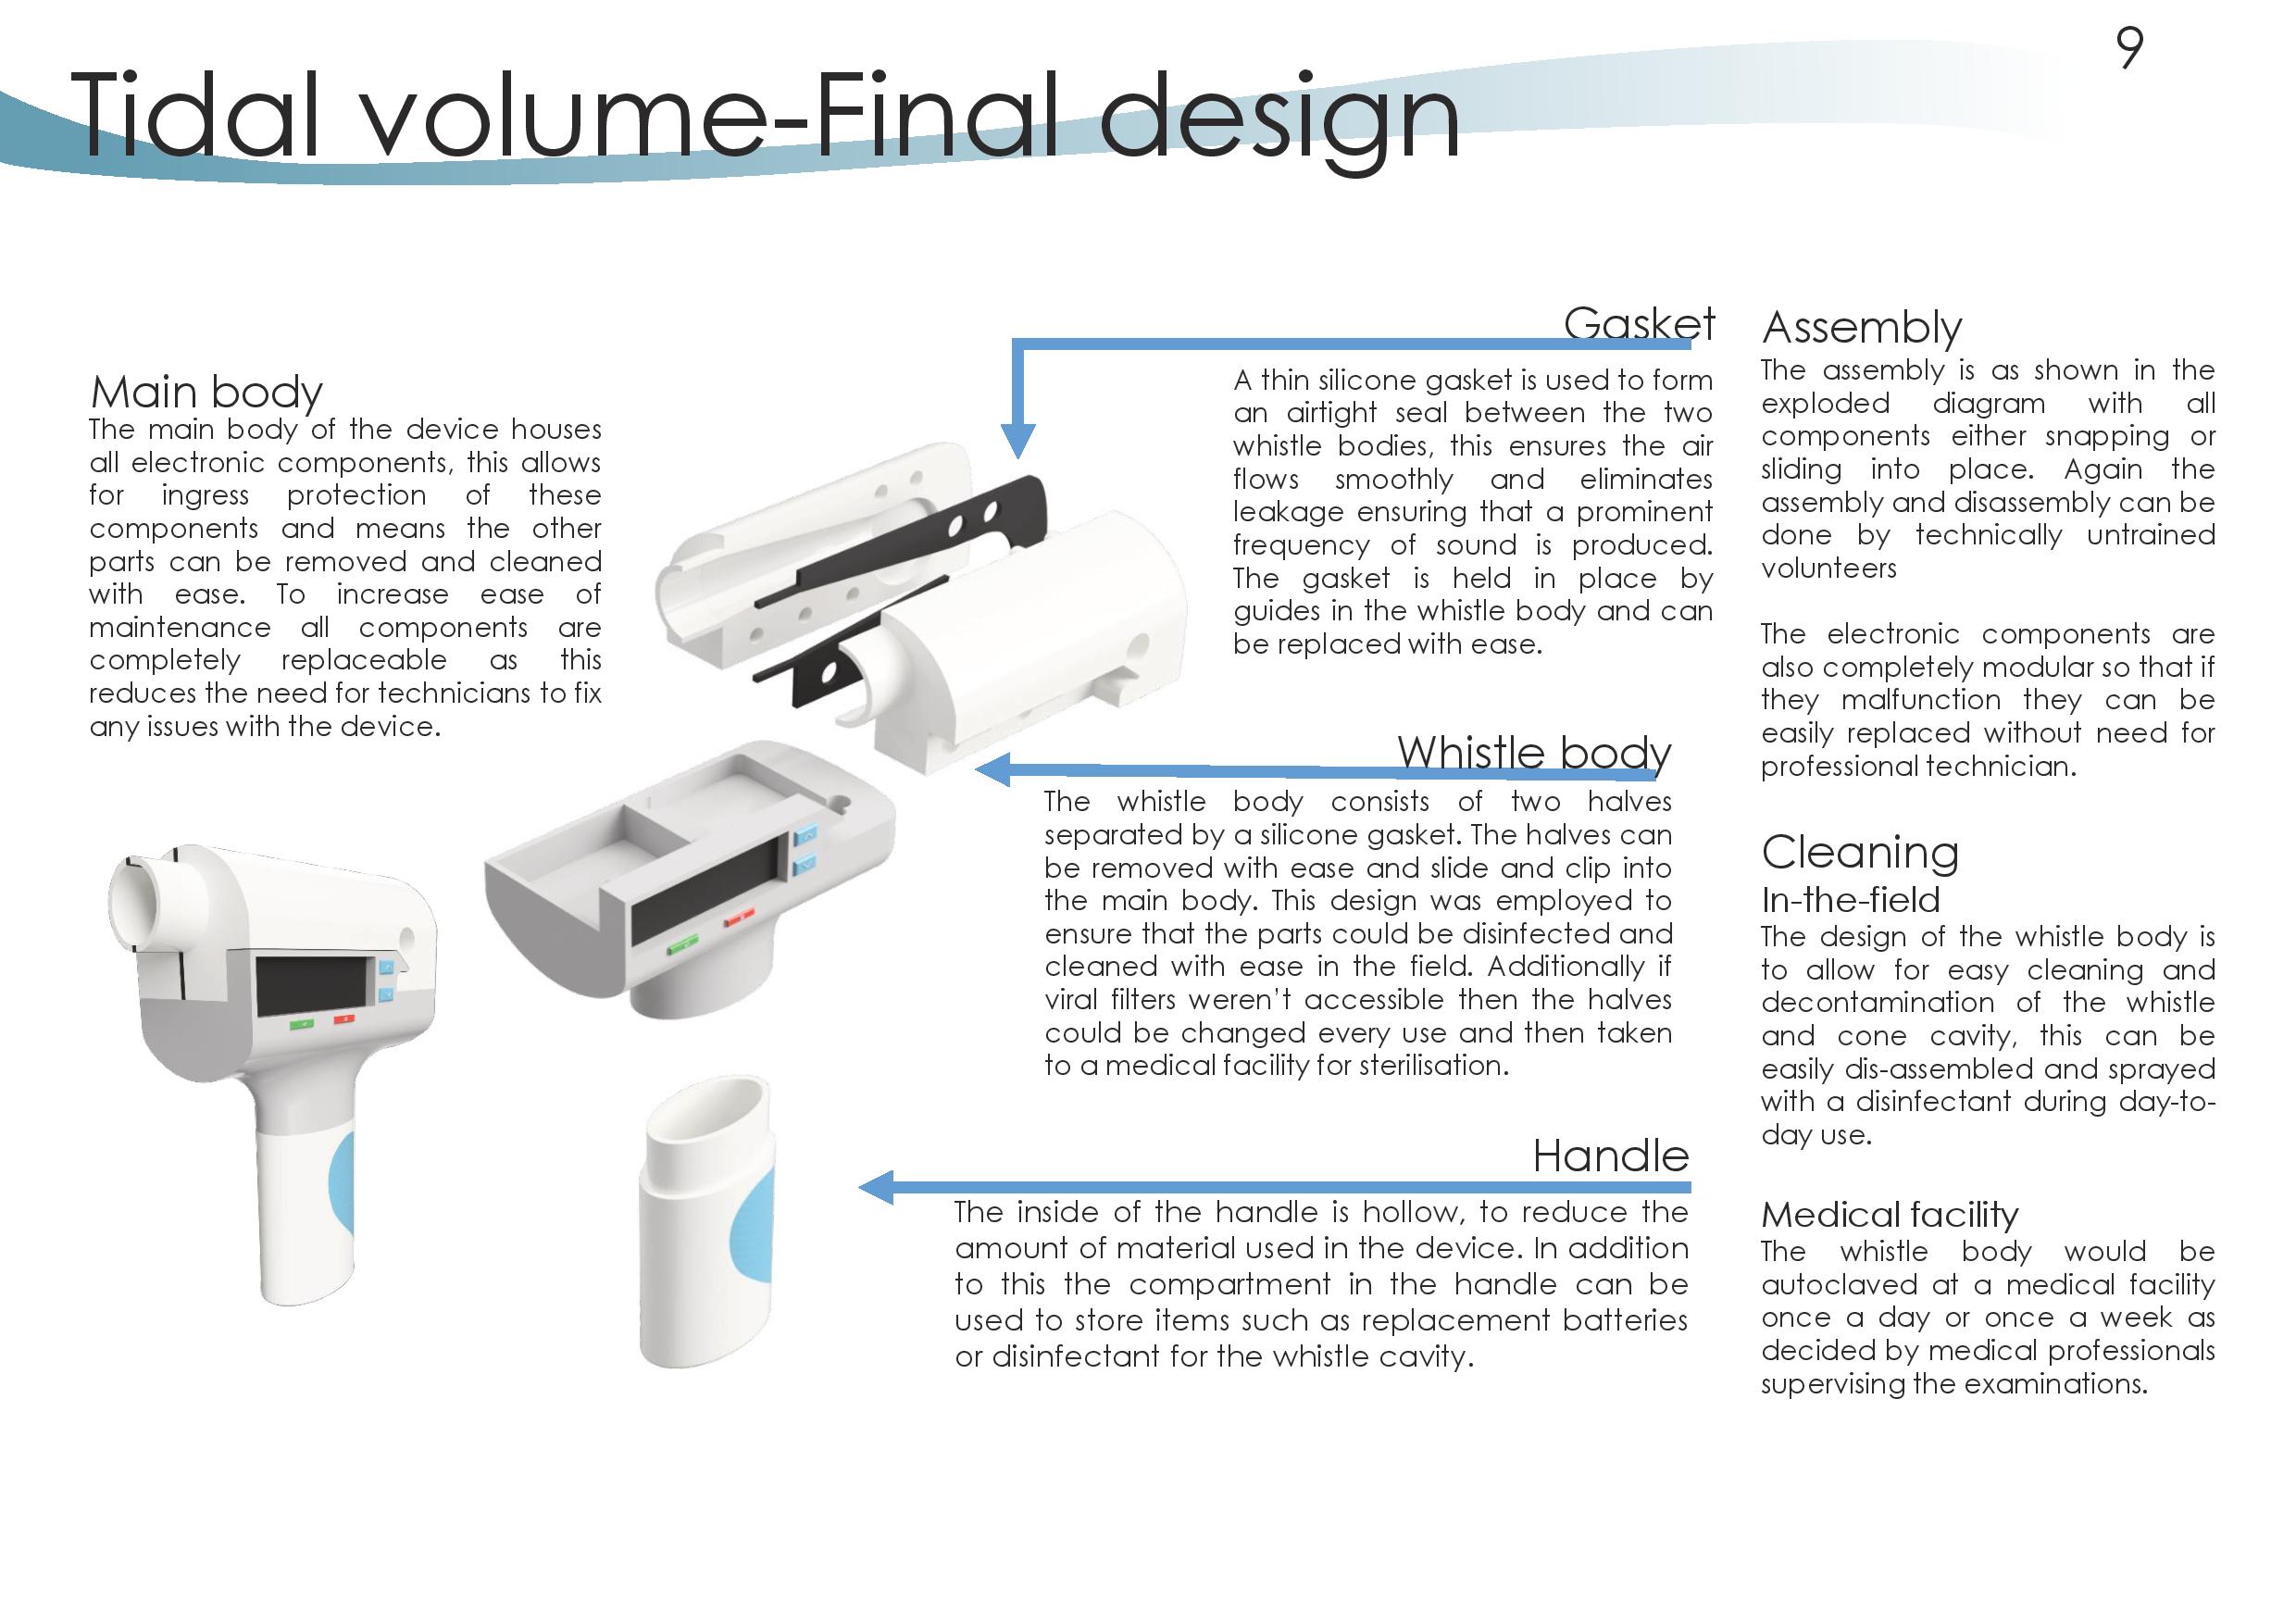 9
Tidal volume-Final design
Main body
The main body of the device houses
all electronic components, this allows
for ingress protection of these
components and means the other
parts can be removed and cleaned
with ease. To increase ease of
maintenance all components are
completely replaceable as this
reduces the need for technicians to fix
any issues with the device.
Gasket
A thin silicone gasket is used to form
an airtight seal between the two
whistle bodies, this ensures the air
flows smoothly and eliminates
leakage ensuring that a prominent
frequency of sound is produced.
The gasket is held in place by
guides in the whistle body and can
be replaced with ease.
Whistle body
The whistle body consists of two halves
separated by a silicone gasket. The halves can
be removed with ease and slide and clip into
the main body. This design was employed to
ensure that the parts could be disinfected and
cleaned with ease in the field. Additionally if
viral filters weren't accessible then the halves
could be changed every use and then taken
to a medical facility for sterilisation.
Handle
The inside of the handle is hollow, to reduce the
amount of material used in the device. In addition
to this the compartment in the handle can be
used to store items such as replacement batteries
or disinfectant for the whistle cavity.
Assembly
The assembly is as shown in the
exploded diagram with all
components either snapping or
sliding into place. Again the
assembly and disassembly can be
done by technically untrained
volunteers
The electronic components are
also completely modular so that if
they malfunction they can be
easily replaced without need for
professional technician.
Cleaning
In-the-field
The design of the whistle body is
to allow for easy cleaning and
decontamination of the whistle
and cone cavity, this can be
easily dis-assembled and sprayed
with a disinfectant during day-to-
day use.
Medical facility
The whistle body would be
autoclaved at a medical facility
once a day or once a week as
decided by medical professionals
supervising the examinations.